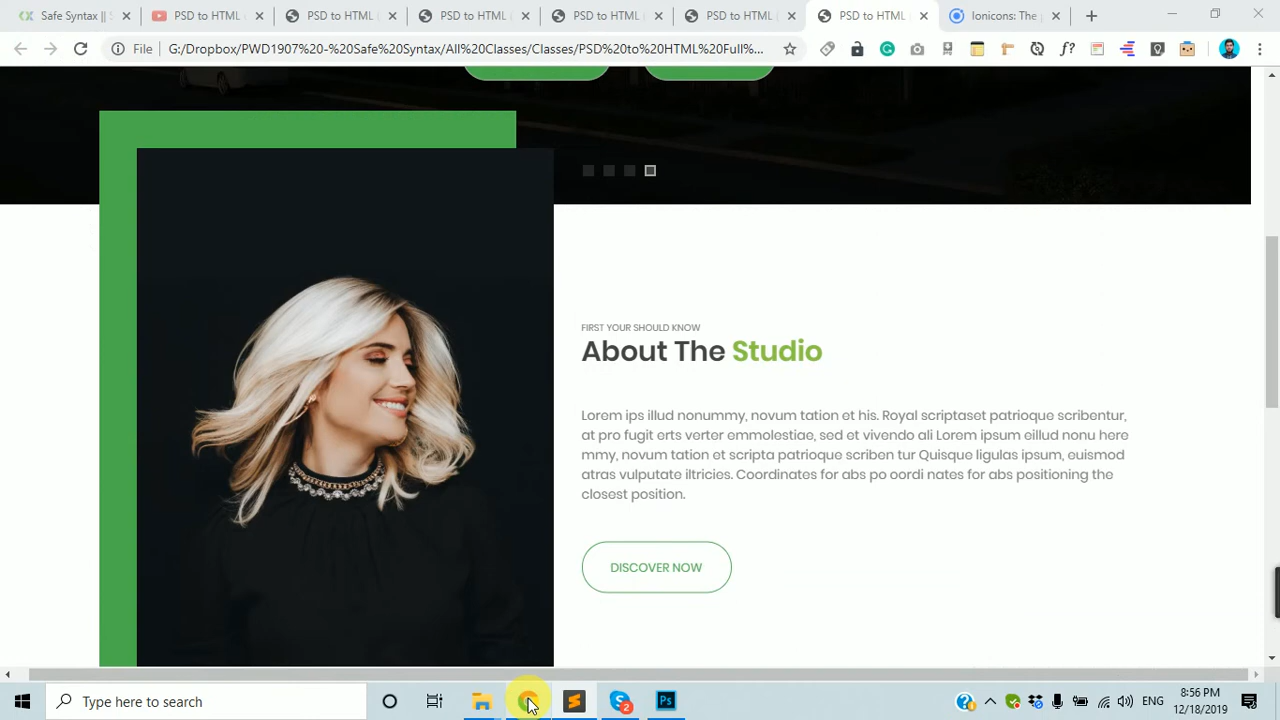 Safe Syntax || S
PSD to HTML
PSD to HTML
PSD to HTML
PSD to HTML
PSD to HTML
PSD to HTML
Ionicons: The
File
G:/Dropbox/PWD1907%20-%20Safe%20Syntax/All%20Classes/Classes/PSD%20to%20HTML%20Full%...
f?
FIRST YOUR SHOULD KNOW
About The Studio
Lorem ips illud nonummy, novum tation et his. Royal scriptaset patrioque scribentur,
at pro fugit erts verter emmolestiae, sed et vivendo ali Lorem ipsum eillud nonu here
mmy, novum tation et scripta patrioque scriben tur Quisque ligulas ipsum, euismod
atras vulputate iltricies. Coordinates for abs po oordi nates for abs positioning the
closest position.
DISCOVER NOW
Type here to search
2
Ps
ENG
8:56 PM
12/18/2019